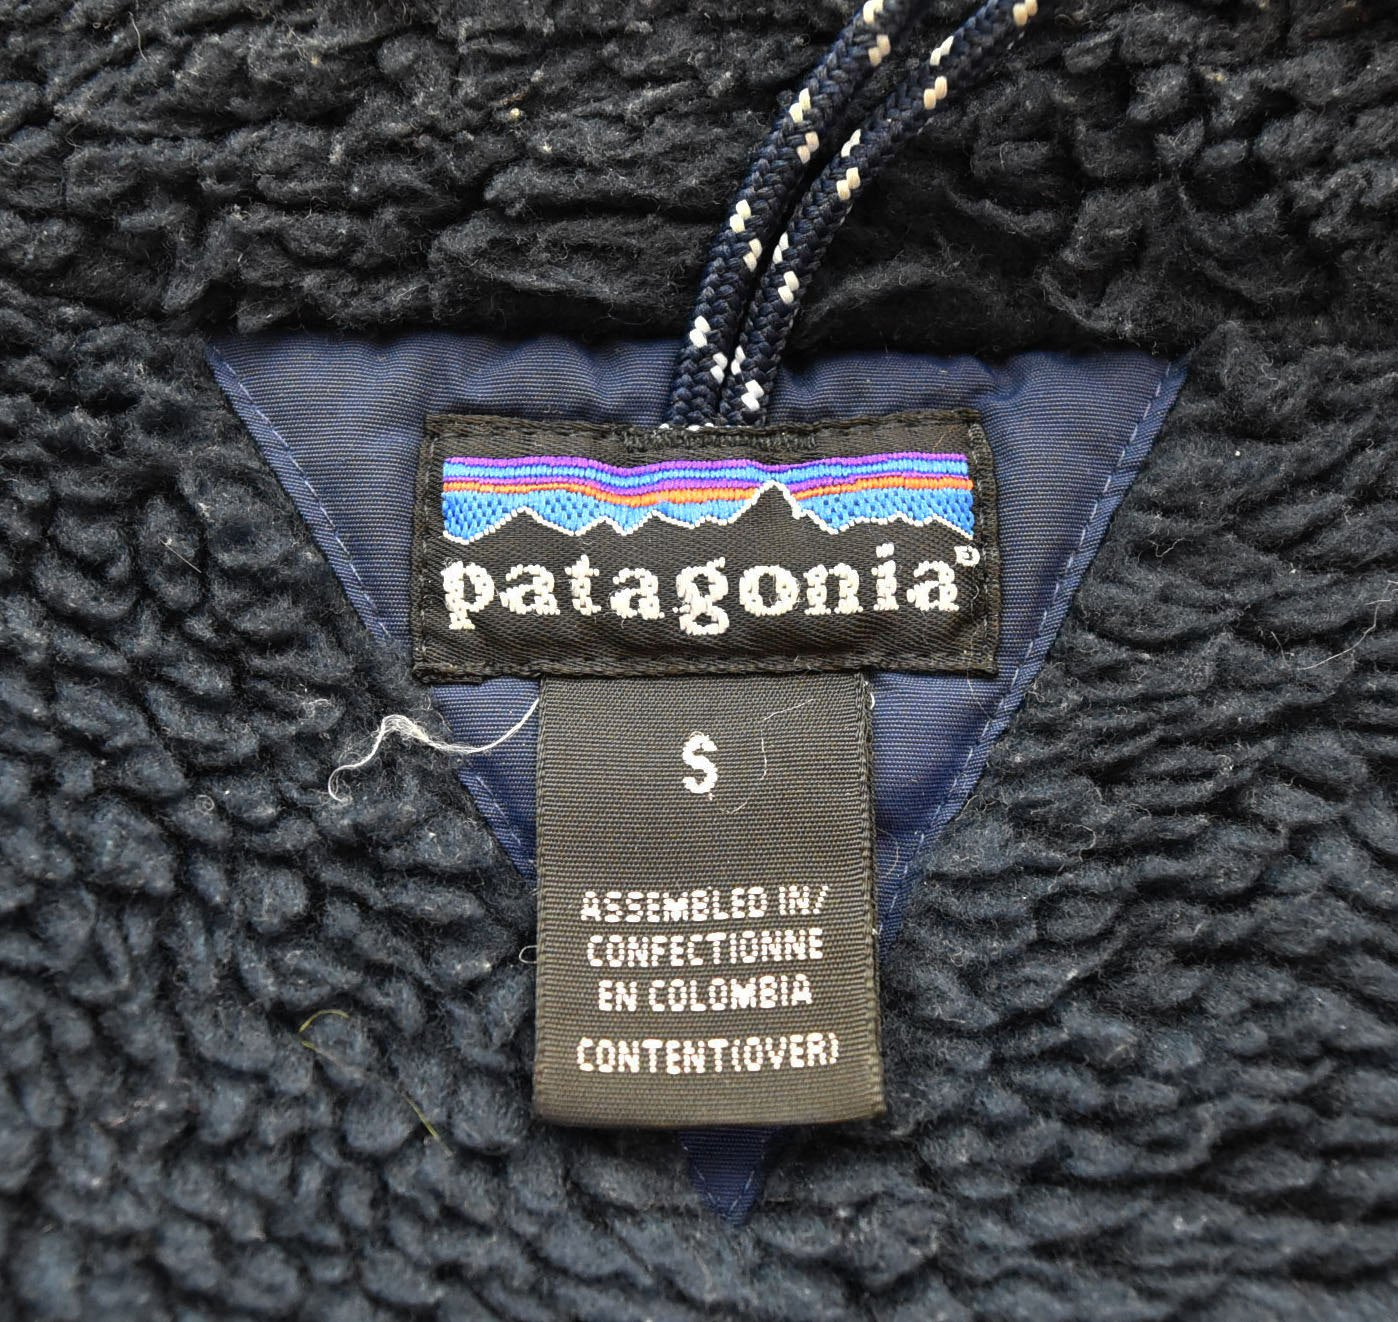 patagonia®
S
ASSEMBLED IN/
CONFECTIONNE
EN COLOMBIA
CONTENT(OVER)